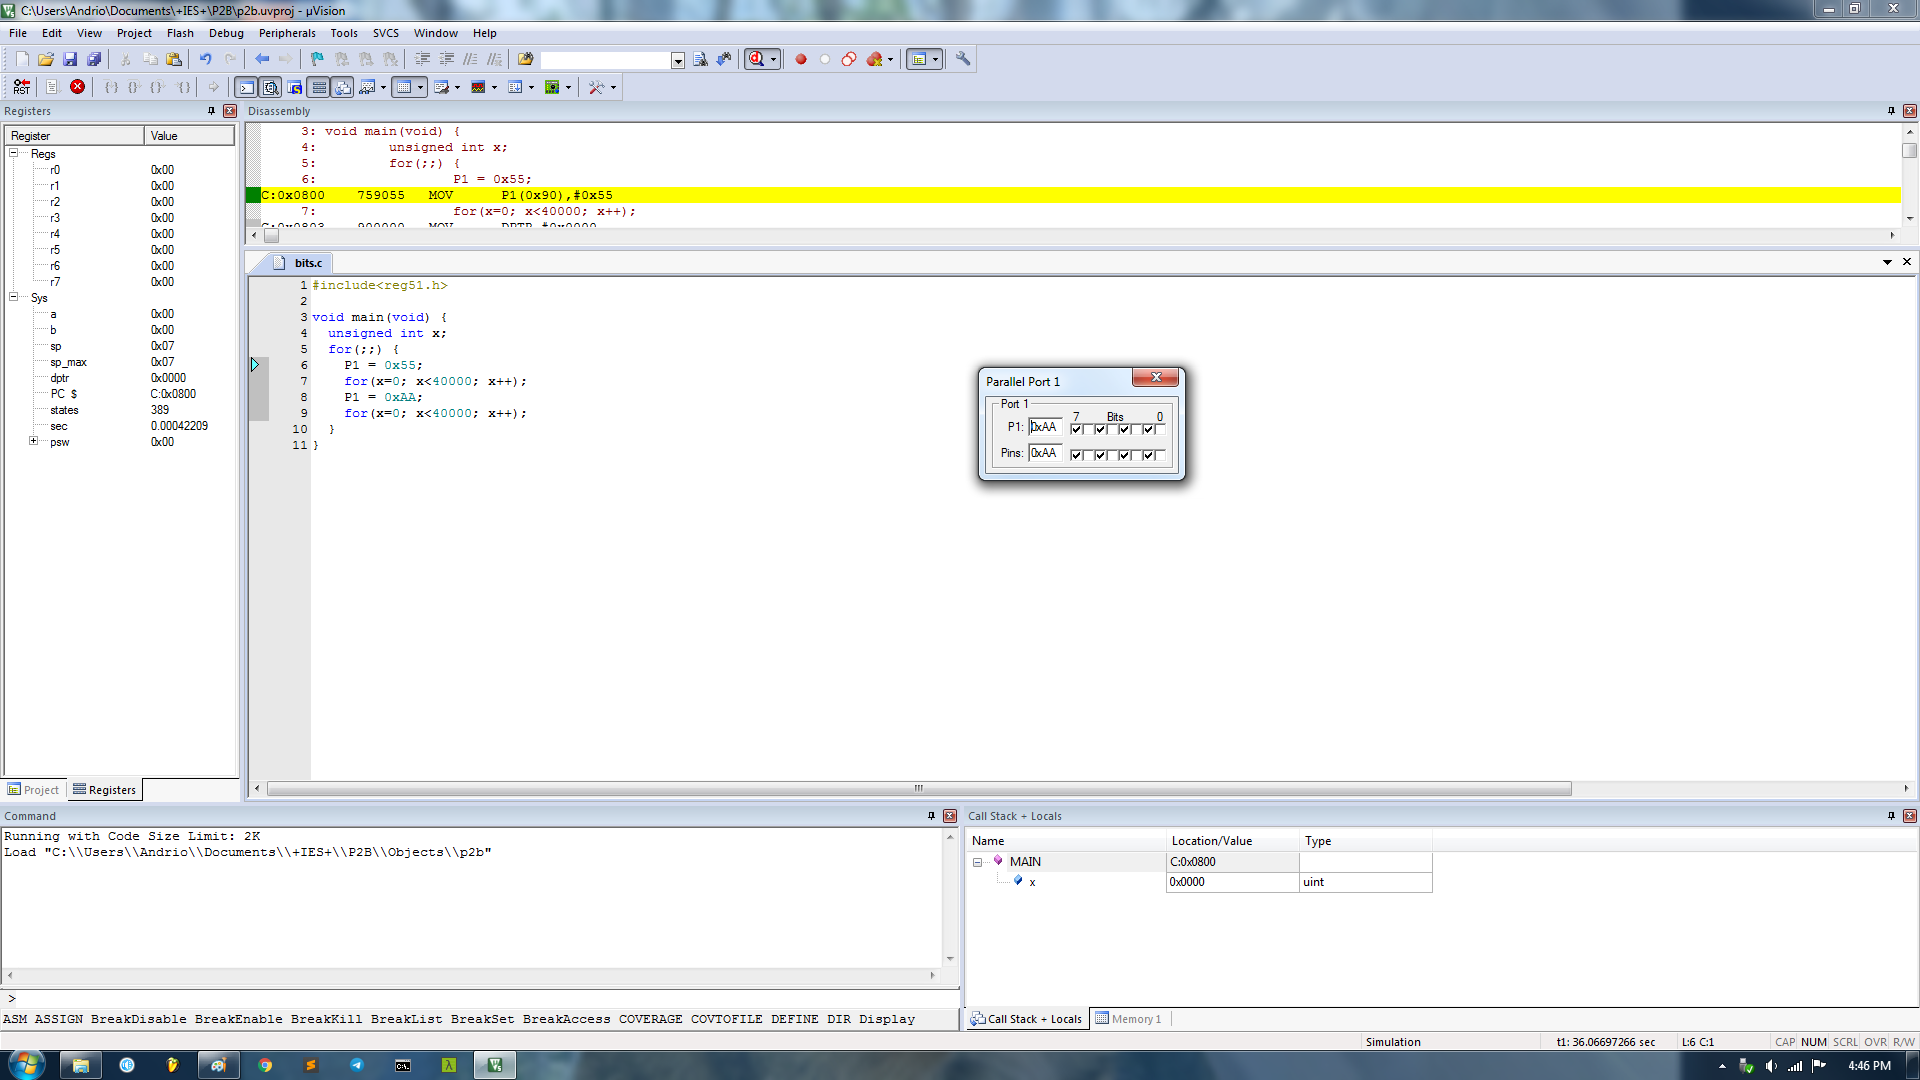 C:\Users\Andrio\Documents\+IES+\P2B\p2b.uvproj - µVision
File Edit View Project Flash Debug Peripherals Tools SVCS Window Help
Registers
Register Value
Regs
r0 0x00
r1 0x00
r2 0x00
r3 0x00
r4 0x00
r5 0x00
r6 0x00
r7 0x00
Sys
a 0x00
b 0x00
sp 0x07
sp_max 0x07
dptr 0x0000
PC $ C:0x0800
states 389
sec 0.00042209
psw 0x00
Project Registers
Disassembly
3: void main(void) {
4: unsigned int x;
5: for(;;) {
6: P1 = 0x55;
C:0x0800 759055 MOV P1(0x90),#0x55
7: for(x=0; x<40000; x++);
C:0x0803 900000 MOV DPTR,#0x0000
bits.c
1 #include<reg51.h>
2
3 void main(void) {
4 unsigned int x;
5 for(;;) {
6 P1 = 0x55;
7 for(x=0; x<40000; x++);
8 P1 = 0xAA;
9 for(x=0; x<40000; x++);
10 }
11 }
Parallel Port 1
Port 1
7 Bits 0
P1: 0xAA
Pins: 0xAA
Command
Running with Code Size Limit: 2K
Load "C:\\Users\\Andrio\\Documents\\+IES+\\P2B\\Objects\\p2b"
>
ASM ASSIGN BreakDisable BreakEnable BreakKill BreakList BreakSet BreakAccess COVERAGE COVTOFILE DEFINE DIR Display
Call Stack + Locals
Name Location/Value Type
MAIN C:0x0800
x 0x0000 uint
Call Stack + Locals Memory 1
Simulation t1: 36.06697266 sec L:6 C:1 CAP NUM SCRL OVR R/W
4:46 PM